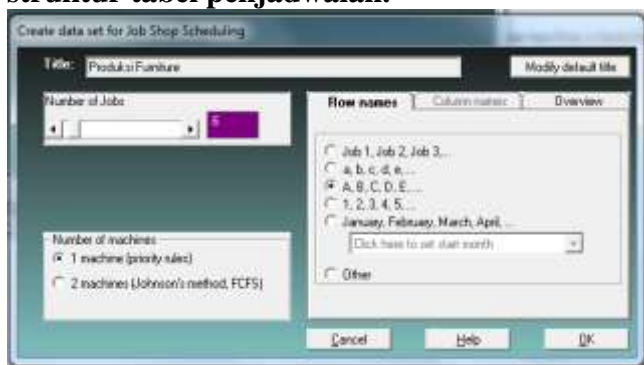 struktur tabel penjadwalan.
Create data set for Job Shop Scheduling
Title: Produksi Furniture
Modify default title
Number of Jobs
5
Row names
Column names
Overview
Job 1, Job 2, Job 3,...
a, b, c, d, e, ...
A, B, C, D, E, ...
1, 2, 3, 4, 5, ...
January, February, March, April, ...
Click here to set start month
Other
Number of machines
1 machine (priority rules)
2 machines (Johnson's method, FCFS)
Cancel
Help
OK